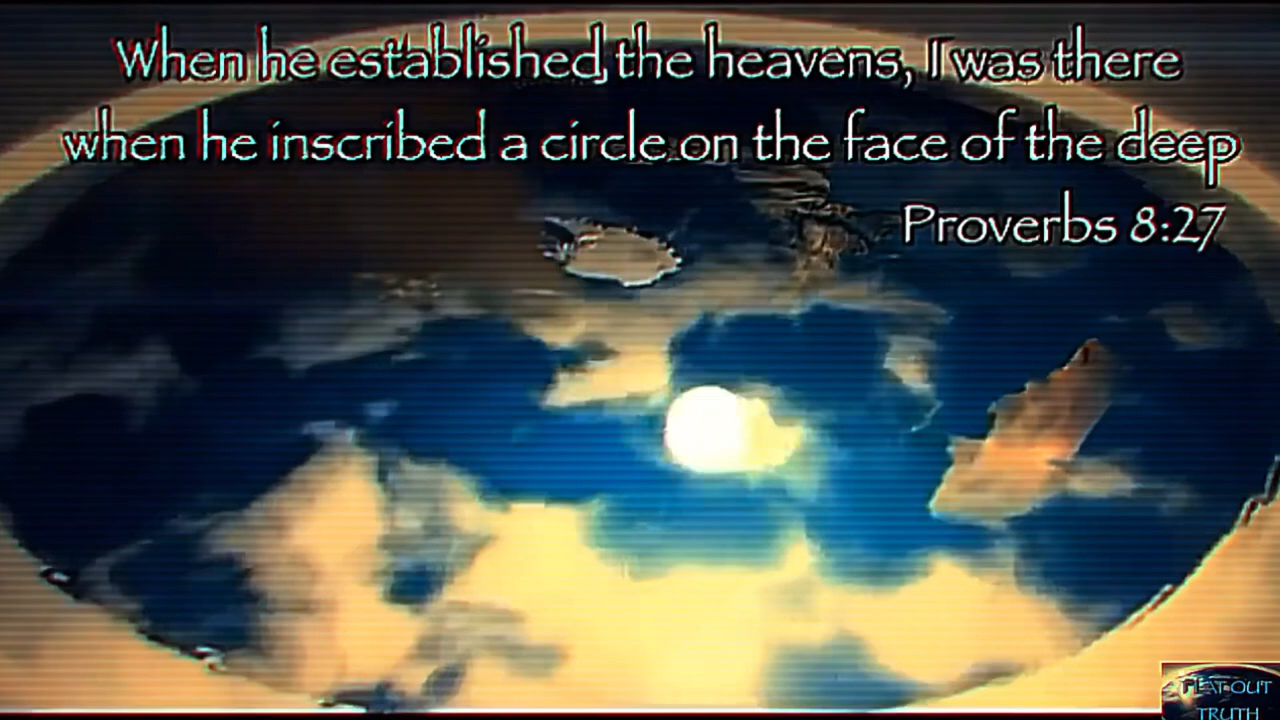 When he established the heavens, I was there
when he inscribed a circle on the face of the deep
Proverbs 8:27
FLAT OUT
TRUTH